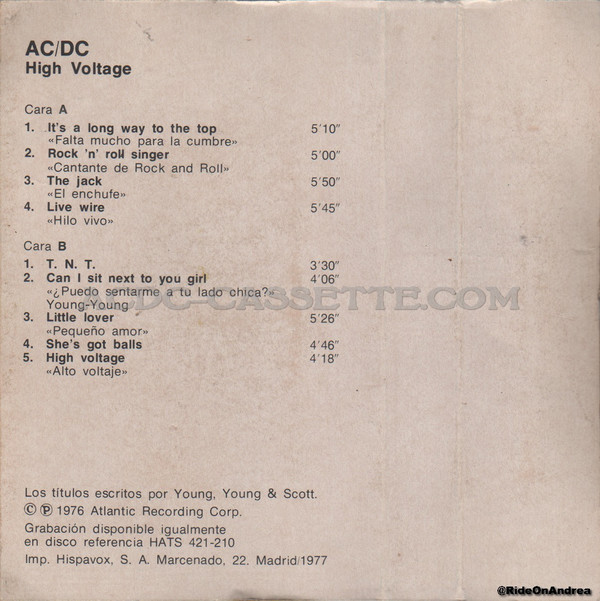 AC/DC
High Voltage
Cara A
1. It's a long way to the top 5'10"
«Falta mucho para la cumbre»
2. Rock 'n' roll singer 5'00"
«Cantante de Rock and Roll»
3. The jack 5'50"
«El enchufe»
4. Live wire 5'45"
«Hilo vivo»
Cara B
1. T. N. T. 3'30"
2. Can I sit next to you girl 4'06"
«¿Puedo sentarme a tu lado chica?»
Young-Young
ACDC-CASSETTE.COM
3. Little lover 5'26"
«Pequeño amor»
4. She's got balls 4'46"
5. High voltage 4'18"
«Alto voltaje»
Los títulos escritos por Young, Young & Scott.
© ℗ 1976 Atlantic Recording Corp.
Grabación disponible igualmente
en disco referencia HATS 421-210
Imp. Hispavox, S. A. Marcenado, 22. Madrid/1977
@RideOnAndrea